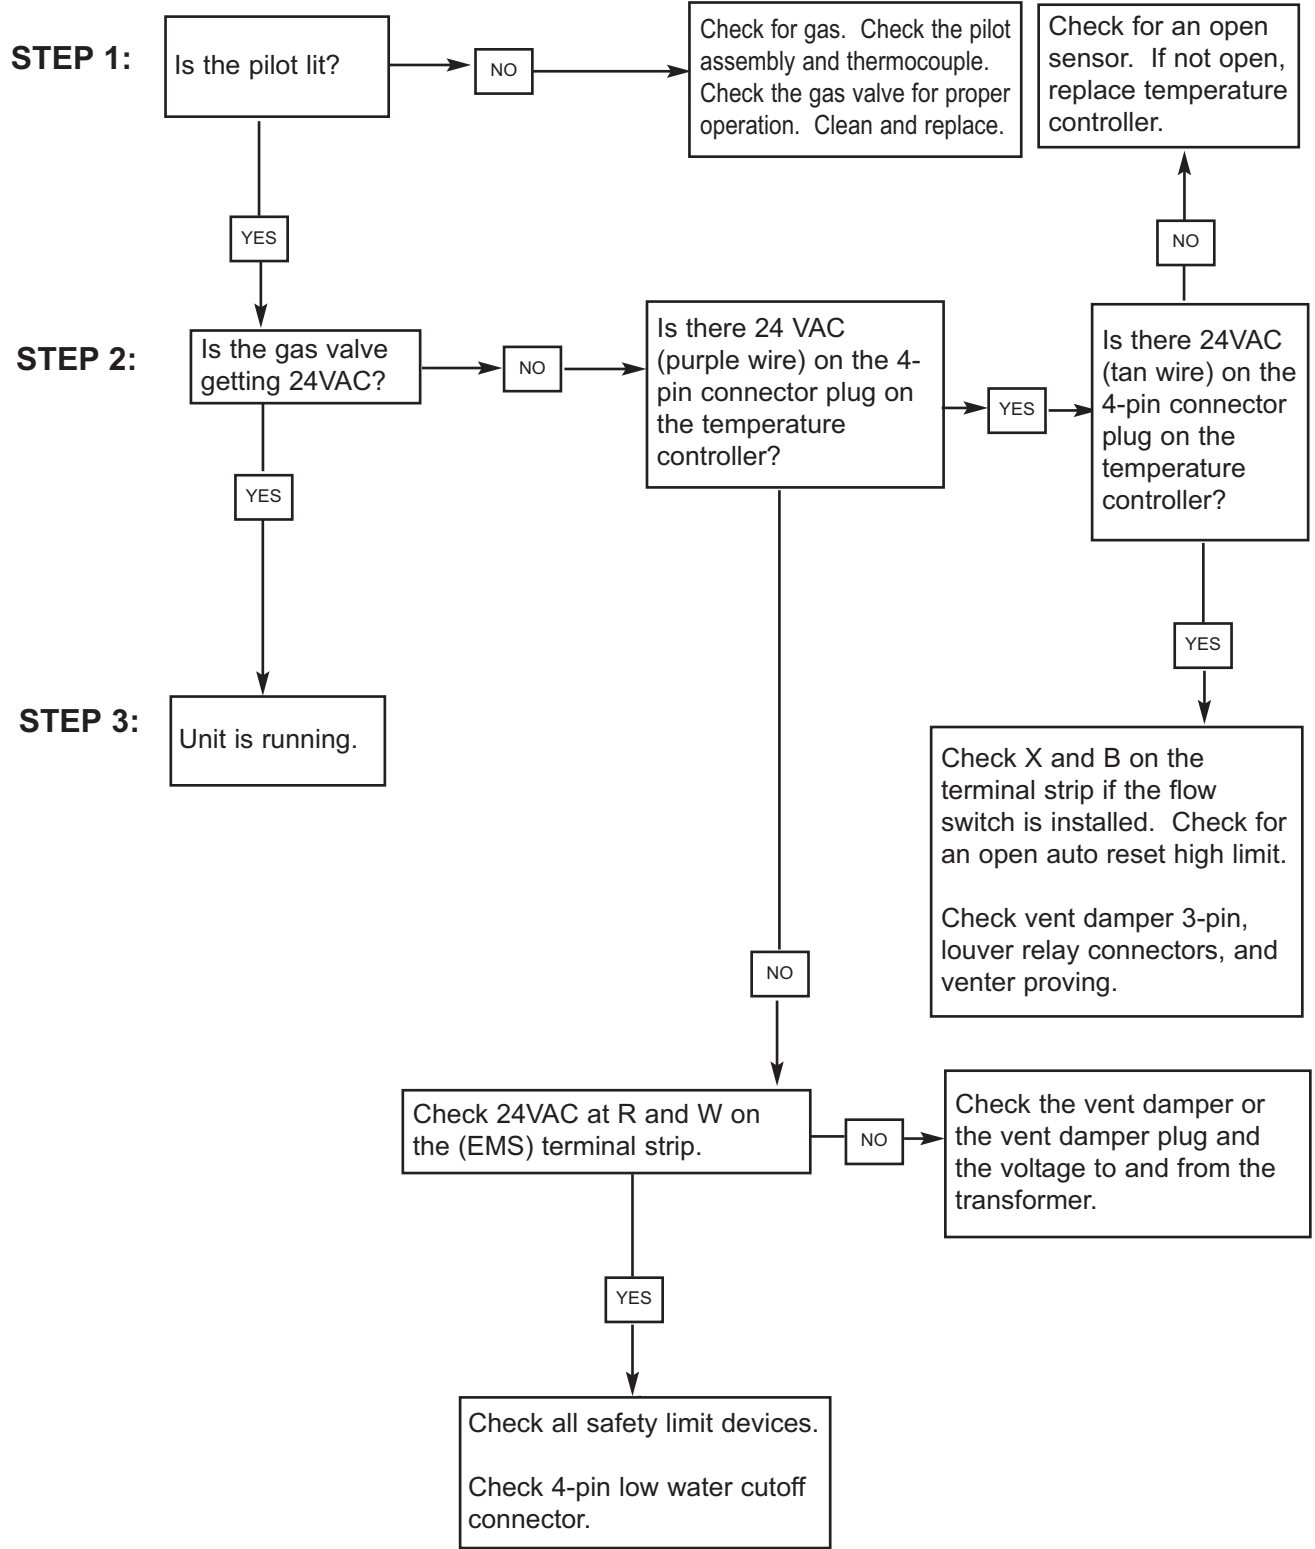 STEP 1:
Is the pilot lit?
NO
Check for gas.  Check the pilot
assembly and thermocouple.
Check the gas valve for proper
operation.  Clean and replace.
Check for an open
sensor.  If not open,
replace temperature
controller.
YES
NO
STEP 2:
Is the gas valve
getting 24VAC?
NO
Is there 24 VAC
(purple wire) on the 4-
pin connector plug on
the temperature
controller?
YES
Is there 24VAC
(tan wire) on the
4-pin connector
plug on the
temperature
controller?
YES
YES
STEP 3:
Unit is running.
Check X and B on the
terminal strip if the flow
switch is installed.  Check for
an open auto reset high limit.
Check vent damper 3-pin,
louver relay connectors, and
venter proving.
NO
Check 24VAC at R and W on
the (EMS) terminal strip.
NO
Check the vent damper or
the vent damper plug and
the voltage to and from the
transformer.
YES
Check all safety limit devices.
Check 4-pin low water cutoff
connector.